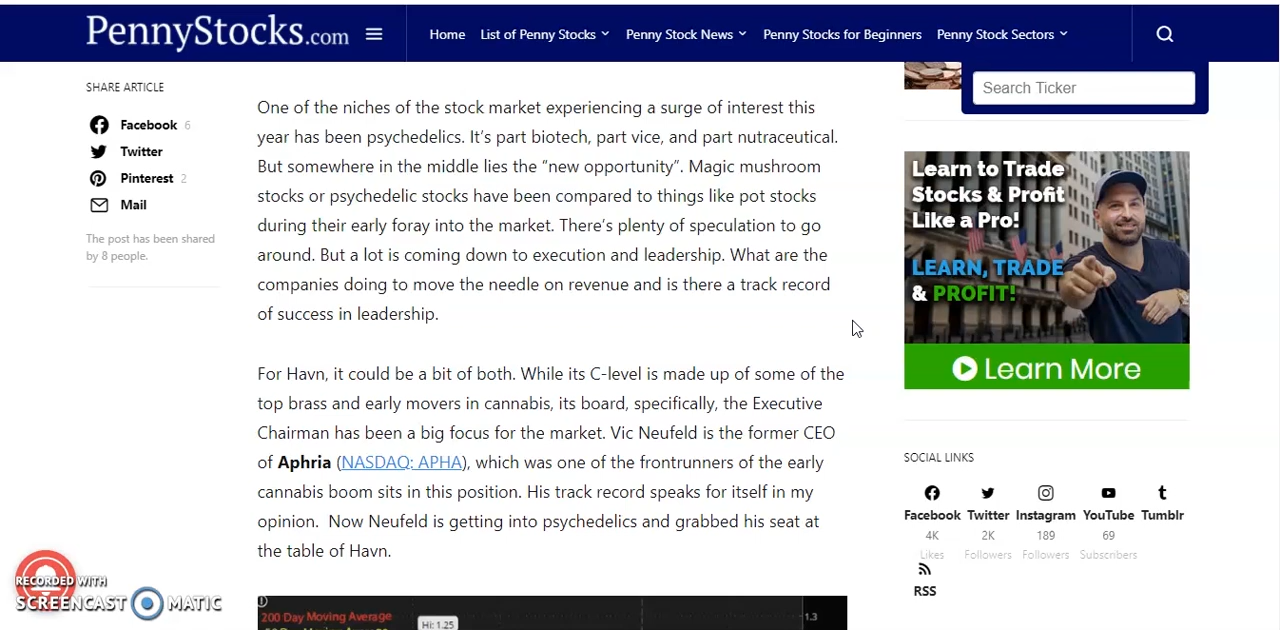 PennyStocks.com
Home
List of Penny Stocks
Penny Stock News
Penny Stocks for Beginners
Penny Stock Sectors
SHARE ARTICLE
Facebook 6
Twitter
Pinterest 2
Mail
The post has been shared
by 8 people.
One of the niches of the stock market experiencing a surge of interest this
year has been psychedelics. It’s part biotech, part vice, and part nutraceutical.
But somewhere in the middle lies the “new opportunity”. Magic mushroom
stocks or psychedelic stocks have been compared to things like pot stocks
during their early foray into the market. There’s plenty of speculation to go
around. But a lot is coming down to execution and leadership. What are the
companies doing to move the needle on revenue and is there a track record
of success in leadership.
For Havn, it could be a bit of both. While its C-level is made up of some of the
top brass and early movers in cannabis, its board, specifically, the Executive
Chairman has been a big focus for the market. Vic Neufeld is the former CEO
of Aphria (NASDAQ: APHA), which was one of the frontrunners of the early
cannabis boom sits in this position. His track record speaks for itself in my
opinion.  Now Neufeld is getting into psychedelics and grabbed his seat at
the table of Havn.
200 Day Moving Average
Hi: 1.25
1.3
Search Ticker
Learn to Trade
Stocks & Profit
Like a Pro!
LEARN, TRADE
& PROFIT!
Learn More
SOCIAL LINKS
Facebook
4K
Likes
Twitter
2K
Followers
Instagram
189
Followers
YouTube
69
Subscribers
Tumblr
RSS
RECORDED WITH
SCREENCAST MATIC